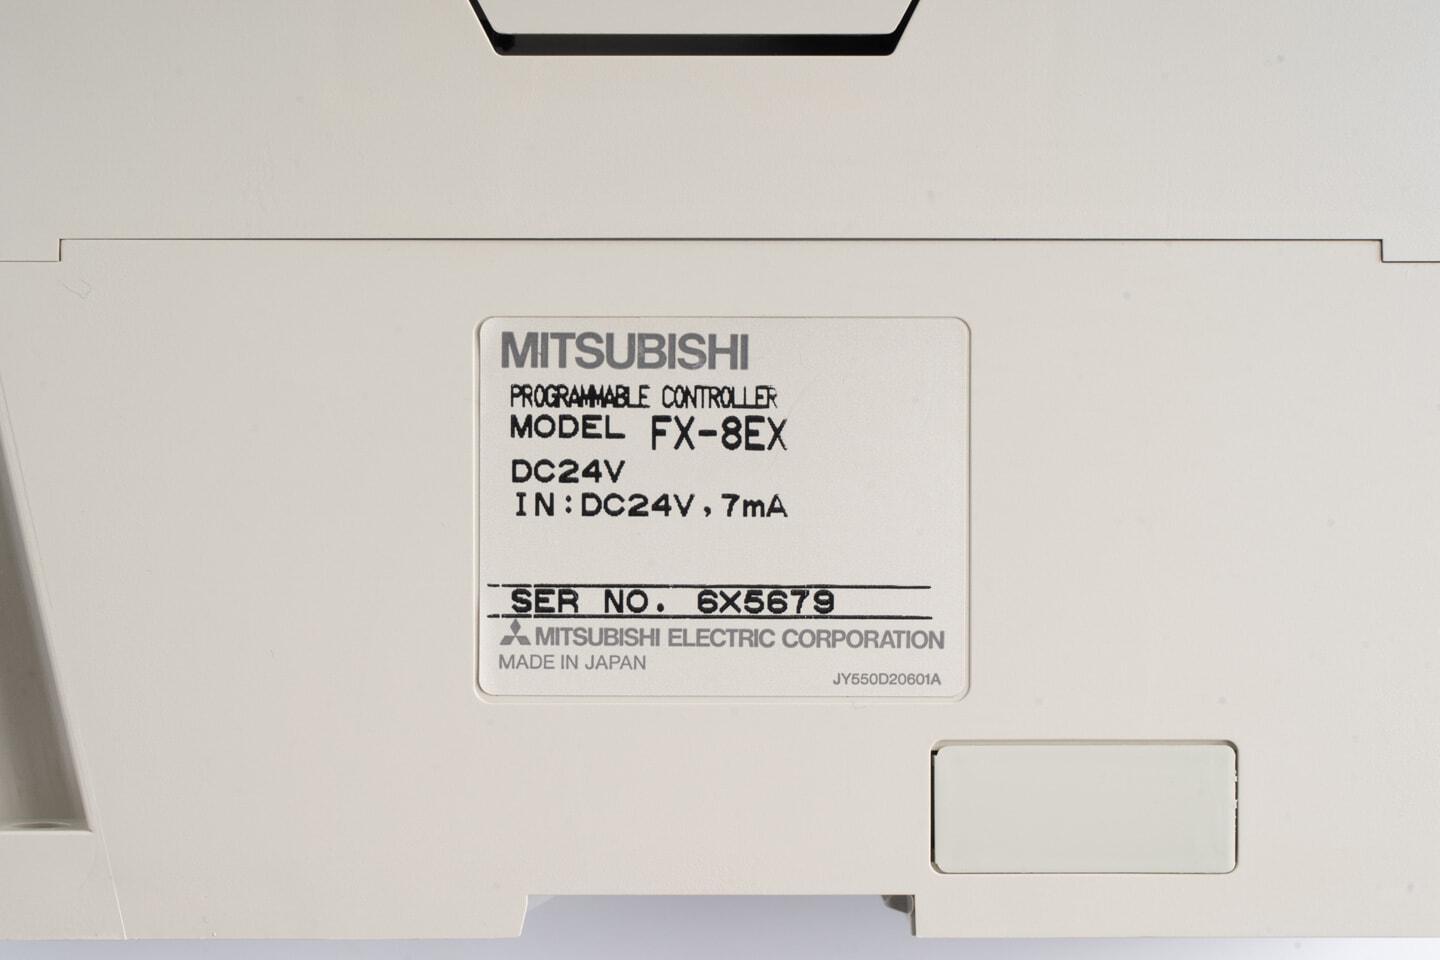 MITSUBISHI
PROGRAMMABLE CONTROLLER
MODEL FX-8EX
DC24V
IN:DC24V,7mA
SER NO. 6X5679
MITSUBISHI ELECTRIC CORPORATION
MADE IN JAPAN
JY550D20601A